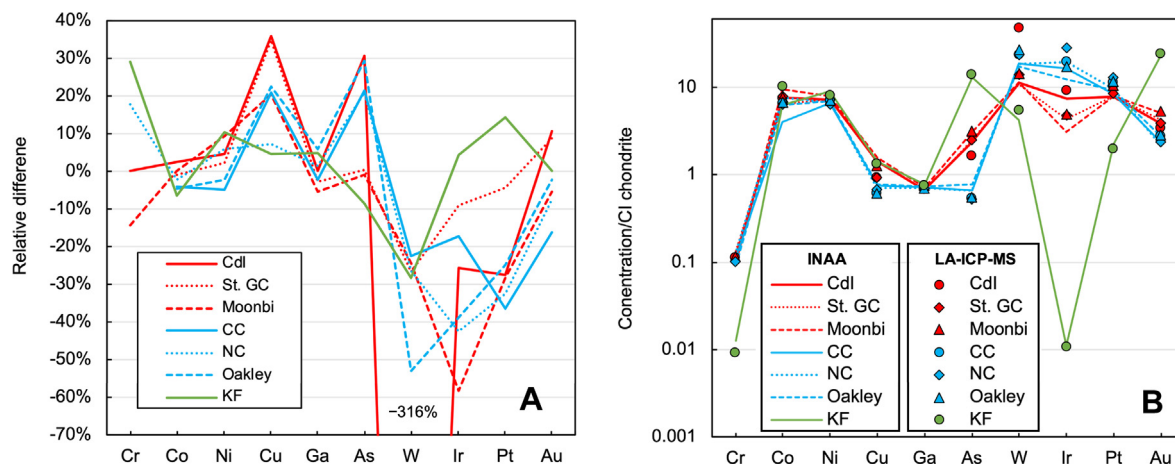 40%
30%
20%
10%
0%
-10%
-20%
-30%
-40%
-50%
-60%
-70%
Relative differene
CdI
St. GC
Moonbi
CC
NC
Oakley
KF
−316%
A
Cr Co Ni Cu Ga As W Ir Pt Au
10
1
0.1
0.01
0.001
Conentration/CI chondrite
INAA
CdI
St. GC
Moonbi
CC
NC
Oakley
KF
LA-ICP-MS
CdI
St. GC
Moonbi
CC
NC
Oakley
KF
B
Cr Co Ni Cu Ga As W Ir Pt Au